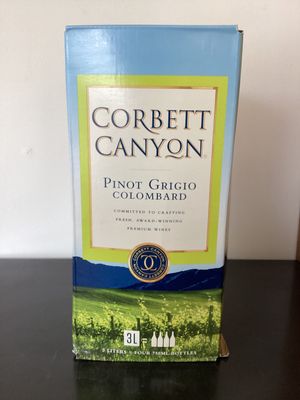 CORBETT
CANYON
PINOT GRIGIO
COLOMBARD
COMMITTED TO CRAFTING
FRESH, AWARD-WINNING
PREMIUM WINES
CC
3L =
3 LITERS = FOUR 750ML BOTTLES